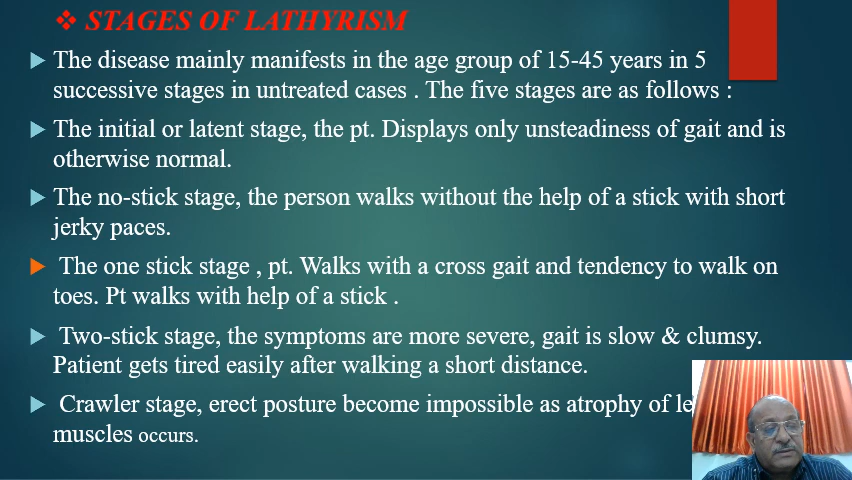 STAGES OF LATHYRISM
The disease mainly manifests in the age group of 15-45 years in 5
successive stages in untreated cases . The five stages are as follows :
The initial or latent stage, the pt. Displays only unsteadiness of gait and is
otherwise normal.
The no-stick stage, the person walks without the help of a stick with short
jerky paces.
The one stick stage , pt. Walks with a cross gait and tendency to walk on
toes. Pt walks with help of a stick .
Two-stick stage, the symptoms are more severe, gait is slow & clumsy.
Patient gets tired easily after walking a short distance.
Crawler stage, erect posture become impossible as atrophy of
muscles occurs.